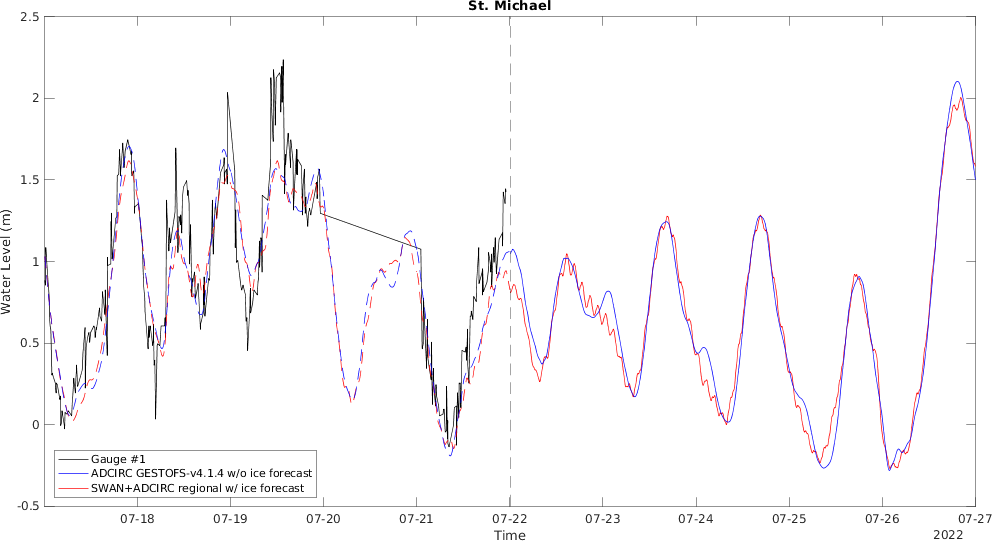 St. Michael
2.5
2
1.5
1
0.5
0
-0.5
Water Level (m)
Gauge #1
ADCIRC GESTOFS-v4.1.4 w/o ice forecast
SWAN+ADCIRC regional w/ ice forecast
07-18 07-19 07-20 07-21 07-22 07-23 07-24 07-25 07-26 07-27
Time
2022